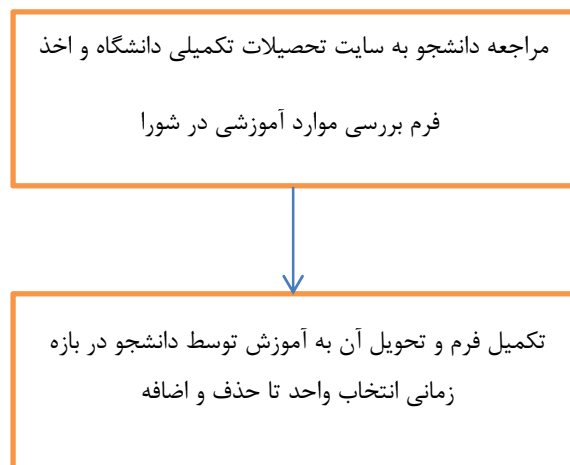 مراجعه دانشجو به سایت تحصیلات تکمیلی دانشگاه و اخذ
فرم بررسی موارد آموزشی در شورا
تکمیل فرم و تحویل آن به آموزش توسط دانشجو در بازه
زمانی انتخاب واحد تا حذف و اضافه